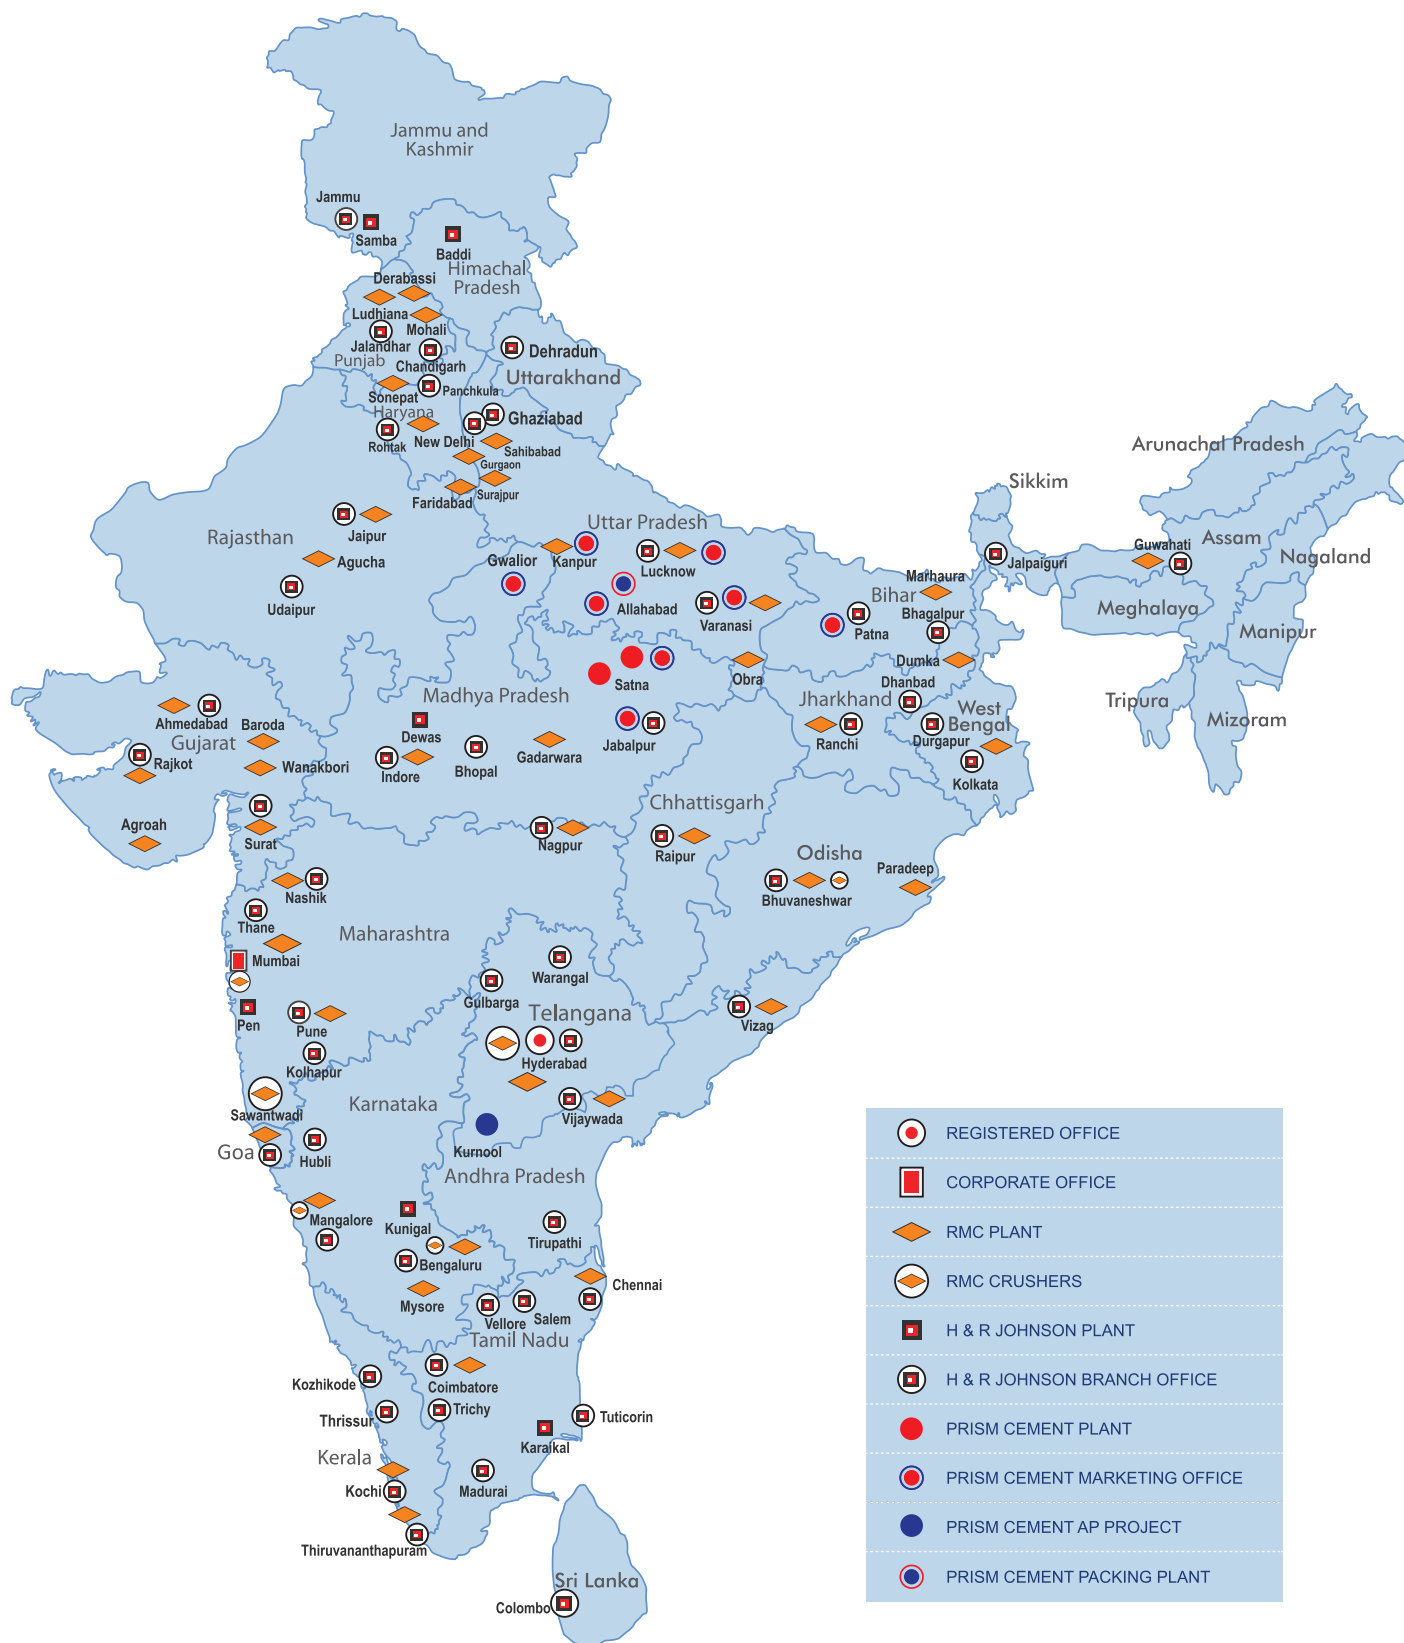 Jammu and
Kashmir
Jammu
Samba
Baddi
Himachal
Pradesh
Derabassi
Ludhiana
Mohali
Jalandhar
Punjab
Chandigarh
Dehradun
Uttarakhand
Sonepat
Panchkula
Haryana
Rohtak
New Delhi
Ghaziabad
Sahibabad
Gurgaon
Faridabad
Surajpur
Arunachal Pradesh
Sikkim
Assam
Nagaland
Guwahati
Jalpaiguri
Meghalaya
Manipur
Tripura
Mizoram
Rajasthan
Jaipur
Agucha
Udaipur
Uttar Pradesh
Gwalior
Kanpur
Lucknow
Allahabad
Varanasi
Marhaura
Bihar
Bhagalpur
Patna
Dumka
Obra
Satna
Madhya Pradesh
Dhanbad
Jharkhand
West
Bengal
Ranchi
Durgapur
Kolkata
Ahmedabad
Baroda
Gujarat
Rajkot
Wanakbori
Dewas
Indore
Bhopal
Gadarwara
Jabalpur
Agroah
Surat
Chhattisgarh
Nagpur
Raipur
Odisha
Paradeep
Bhuvaneshwar
Nashik
Thane
Maharashtra
Mumbai
Warangal
Gulbarga
Pen
Pune
Telangana
Vizag
Kolhapur
Hyderabad
Sawantwadi
Karnataka
Vijaywada
Kurnool
Goa
Hubli
Andhra Pradesh
Mangalore
Kunigal
Tirupathi
Bengaluru
Mysore
Chennai
Vellore
Salem
Tamil Nadu
Kozhikode
Coimbatore
Thrissur
Trichy
Tuticorin
Karaikal
Kerala
Kochi
Madurai
Thiruvananthapuram
Sri Lanka
Colombo
REGISTERED OFFICE
CORPORATE OFFICE
RMC PLANT
RMC CRUSHERS
H & R JOHNSON PLANT
H & R JOHNSON BRANCH OFFICE
PRISM CEMENT PLANT
PRISM CEMENT MARKETING OFFICE
PRISM CEMENT AP PROJECT
PRISM CEMENT PACKING PLANT